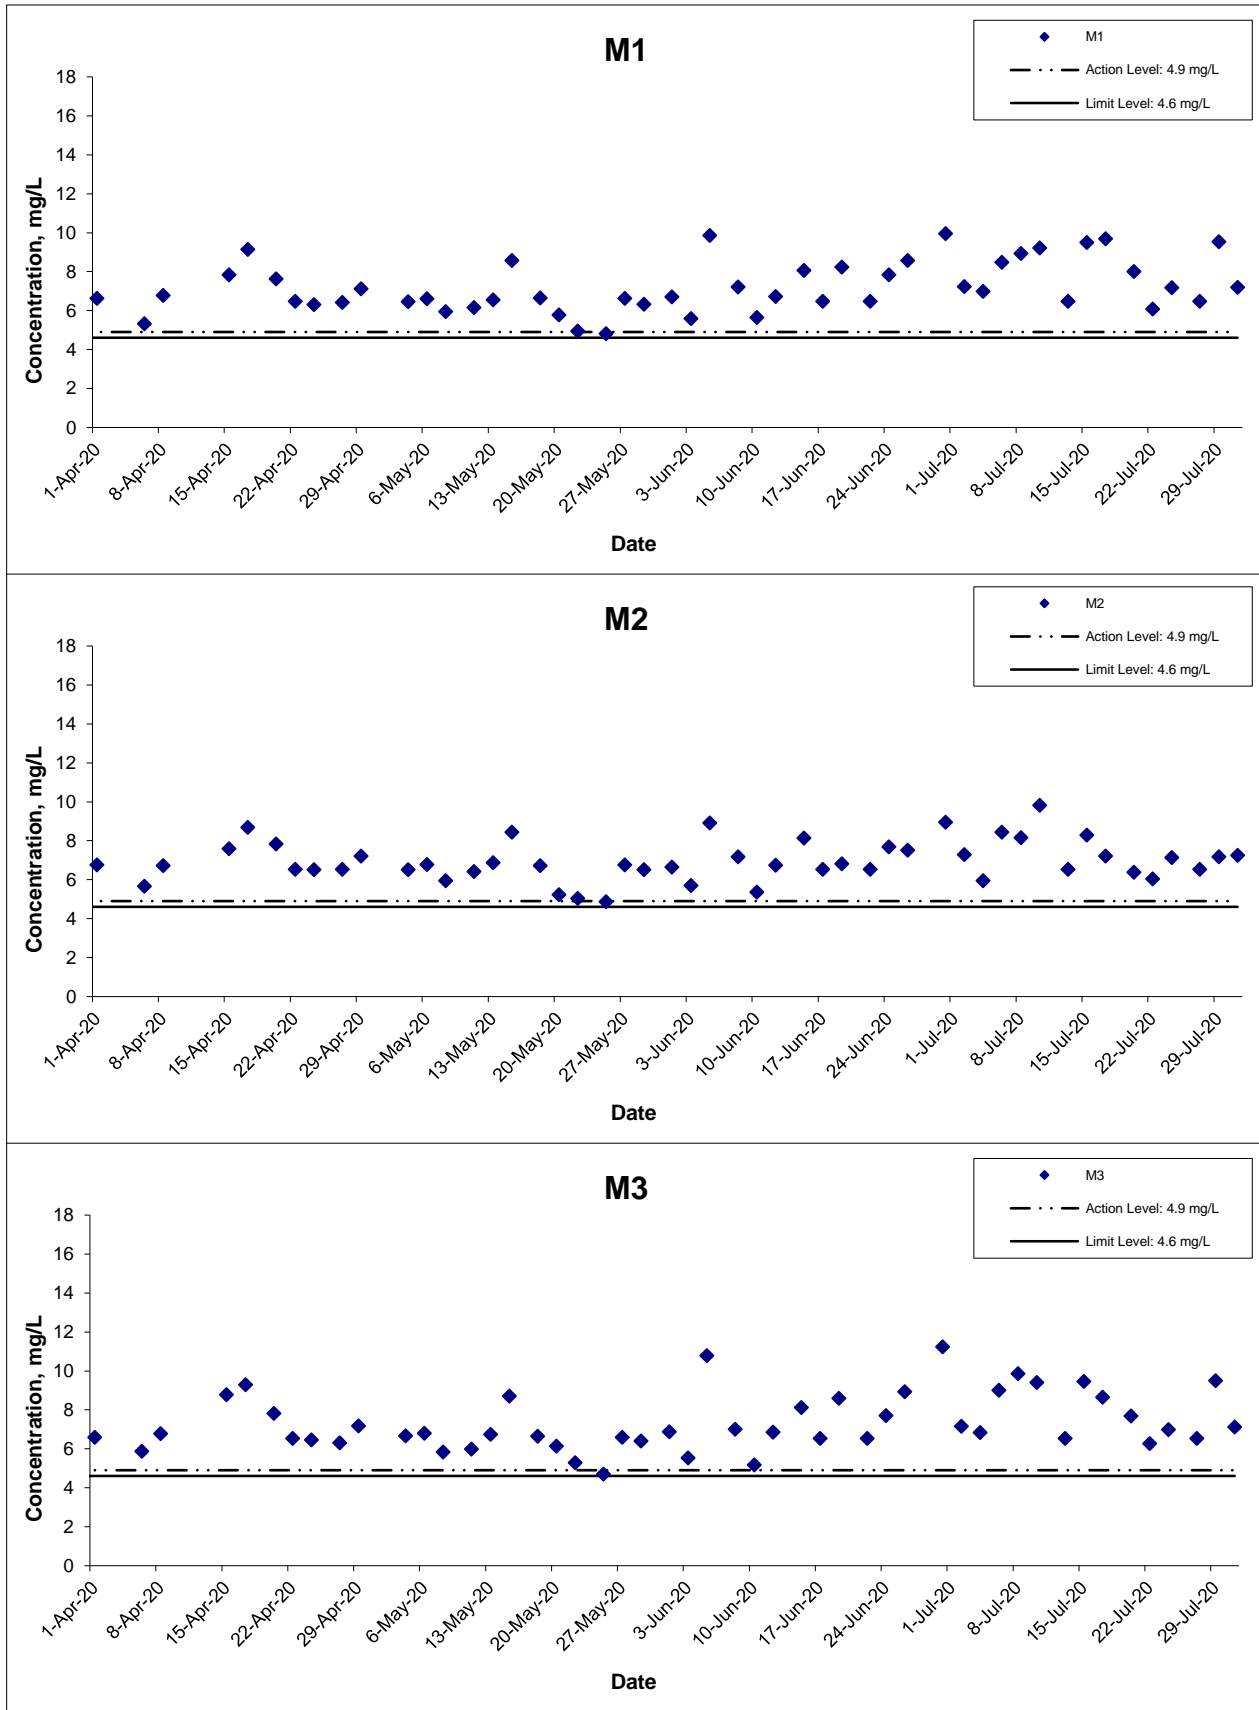 M1
M1
Action Level: 4.9 mg/L
Limit Level: 4.6 mg/L
Concentration, mg/L
18
16
14
12
10
8
6
4
2
0
1-Apr-20
8-Apr-20
15-Apr-20
22-Apr-20
29-Apr-20
6-May-20
13-May-20
20-May-20
27-May-20
3-Jun-20
10-Jun-20
17-Jun-20
24-Jun-20
1-Jul-20
8-Jul-20
15-Jul-20
22-Jul-20
29-Jul-20
Date
M2
M2
Action Level: 4.9 mg/L
Limit Level: 4.6 mg/L
Concentration, mg/L
18
16
14
12
10
8
6
4
2
0
1-Apr-20
8-Apr-20
15-Apr-20
22-Apr-20
29-Apr-20
6-May-20
13-May-20
20-May-20
27-May-20
3-Jun-20
10-Jun-20
17-Jun-20
24-Jun-20
1-Jul-20
8-Jul-20
15-Jul-20
22-Jul-20
29-Jul-20
Date
M3
M3
Action Level: 4.9 mg/L
Limit Level: 4.6 mg/L
Concentration, mg/L
18
16
14
12
10
8
6
4
2
0
1-Apr-20
8-Apr-20
15-Apr-20
22-Apr-20
29-Apr-20
6-May-20
13-May-20
20-May-20
27-May-20
3-Jun-20
10-Jun-20
17-Jun-20
24-Jun-20
1-Jul-20
8-Jul-20
15-Jul-20
22-Jul-20
29-Jul-20
Date